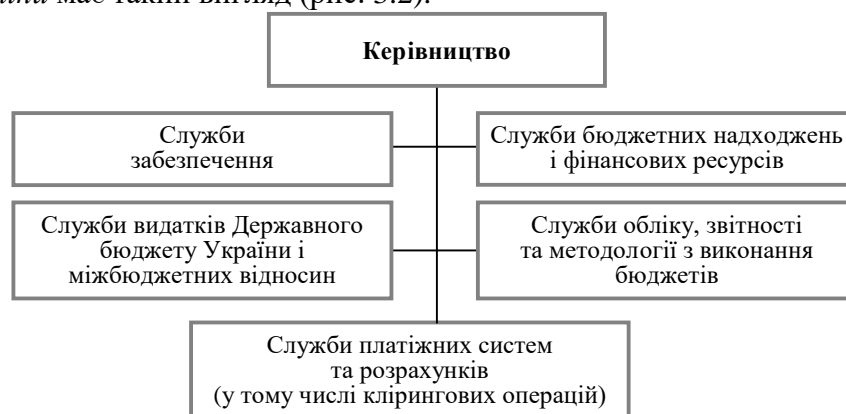 має такий вигляд (рис. 3.2).
Керівництво
Служби
забезпечення
Служби бюджетних надходжень
і фінансових ресурсів
Служби видатків Державного
бюджету України і
міжбюджетних відносин
Служби обліку, звітності
та методології з виконання
бюджетів
Служби платіжних систем
та розрахунків
(у тому числі клірингових операцій)